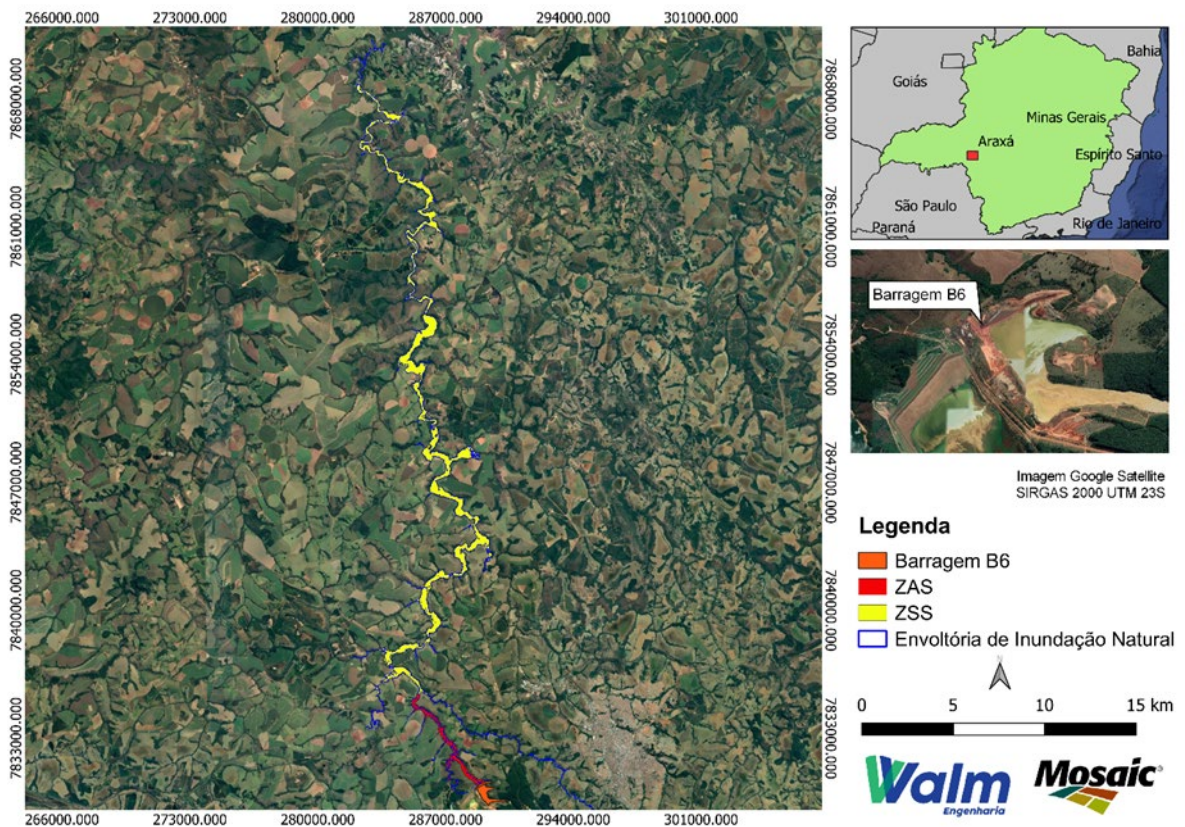 266000.000 273000.000 280000.000 287000.000 294000.000 301000.000
7868000.000
7861000.000
7854000.000
7847000.000
7840000.000
7833000.000
7868000.000
7861000.000
7854000.000
7847000.000
7840000.000
7833000.000
266000.000 273000.000 280000.000 287000.000 294000.000 301000.000
Bahia
Goiás
Minas Gerais
Araxá
Espírito Santo
São Paulo
Paraná
Rio de Janeiro
Barragem B6
Imagem Google Satellite
SIRGAS 2000 UTM 23S
Legenda
Barragem B6
ZAS
ZSS
Envoltória de Inundação Natural
N
0 5 10 15 km
Walm
Engenharia
Mosaic®